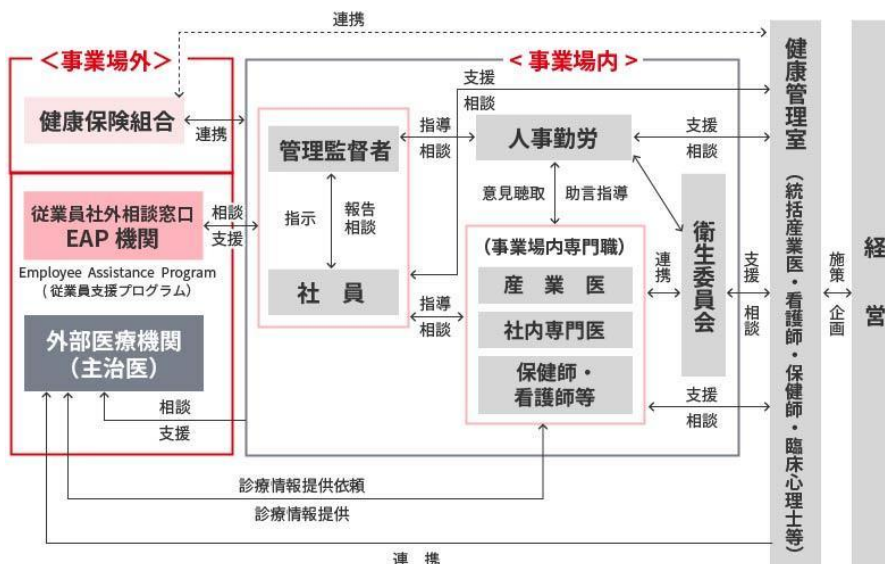 連携
＜事業場外＞
健康保険組合
連携
従業員社外相談窓口
EAP 機関
Employee Assistance Program
( 従業員支援プログラム）
相談
支援
外部医療機関
（主治医）
相談
支援
< 事業場内 >
管理監督者
指示
報告
相談
社 員
指導
相談
人事勤労
支援
相談
支援
相談
意見聴取
助言指導
（事業場内専門職）
産 業 医
社内専門医
保健師・
看護師等
指導
相談
連携
衛生委員会
支援
相談
支援
相談
診療情報提供依頼
診療情報提供
連 携
健康管理室
（統括産業医・看護師・保健師・臨床心理士等）
施策
企画
経 営